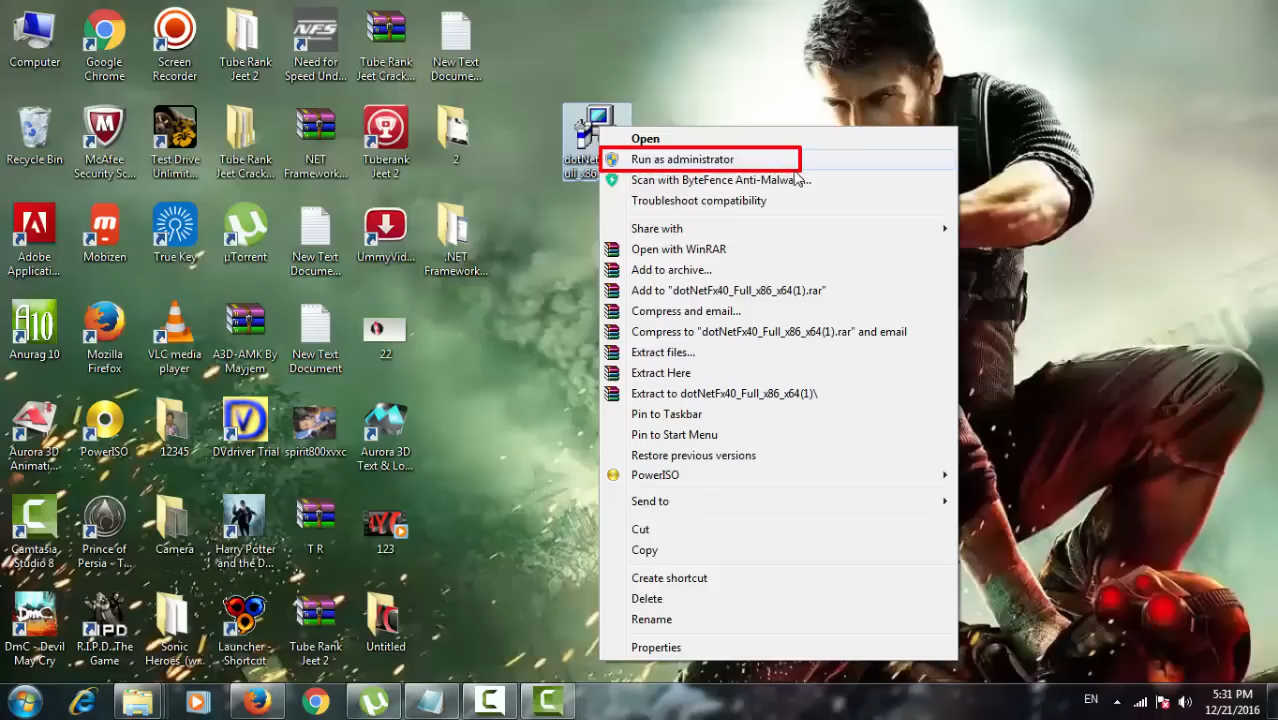 Computer
Google
Chrome
Screen
Recorder
Tube Rank
Jeet 2
NFS
Need for
Speed Und...
Tube Rank
Jeet Crack...
New Text
Docume...
Recycle Bin
McAfee
Security Sc...
Test Drive
Unlimit...
Tube Rank
Jeet Crack...
NET
Framework...
Tuberank
Jeet 2
2
Adobe
Applicati...
Mobizen
True Key
µTorrent
New Text
Docume...
UmmyVid...
.NET
Framework...
A10
Anurag 10
Mozilla
Firefox
VLC media
player
A3D-AMK By
Mayjem
New Text
Document
22
Aurora 3D
Animati...
PowerISO
12345
DVdriver Trial
spirit800xvxc
Aurora 3D
Text & Lo...
Camtasia
Studio 8
Prince of
Persia - T...
Camera
Harry Potter
and the D...
T R
123
DmC - Devil
May Cry
R.I.P.D..The
Game
Sonic
Heroes_(w...
Launcher -
Shortcut
Tube Rank
Jeet 2
Untitled
Open
Run as administrator
Scan with ByteFence Anti-Malwa...
Troubleshoot compatibility
Share with
Open with WinRAR
Add to archive...
Add to "dotNetFx40_Full_x86_x64(1).rar"
Compress and email...
Compress to "dotNetFx40_Full_x86_x64(1).rar" and email
Extract files...
Extract Here
Extract to dotNetFx40_Full_x86_x64(1)\
Pin to Taskbar
Pin to Start Menu
Restore previous versions
PowerISO
Send to
Cut
Copy
Create shortcut
Delete
Rename
Properties
EN
5:31 PM
12/21/2016